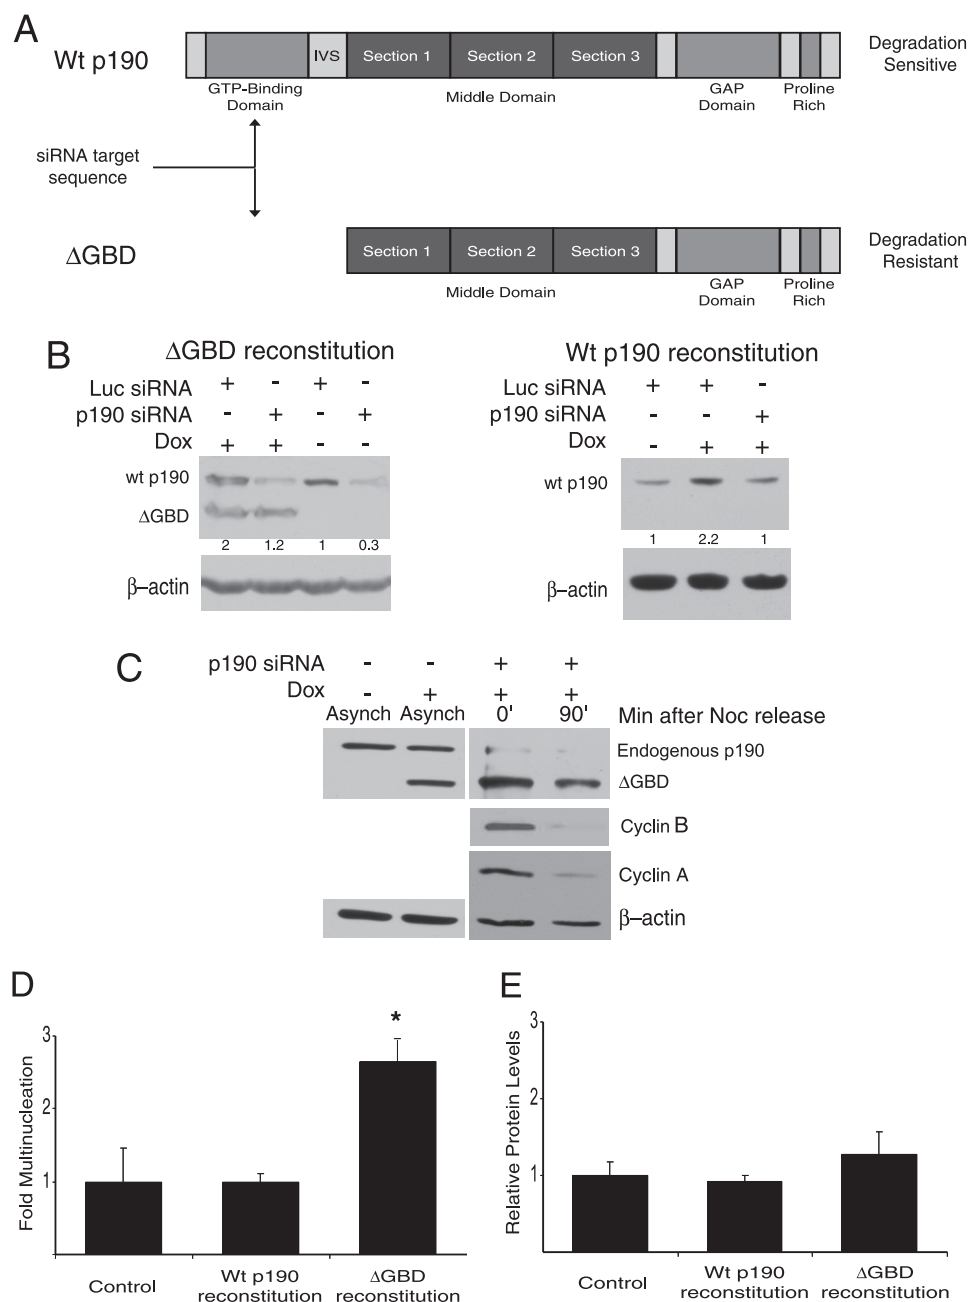 A
Wt p190
IVS Section 1 Section 2 Section 3
Degradation
Sensitive
GTP-Binding
Domain
Middle Domain
GAP
Domain
Proline
Rich
siRNA target
sequence
ΔGBD
Section 1 Section 2 Section 3
Degradation
Resistant
Middle Domain
GAP
Domain
Proline
Rich
B
ΔGBD reconstitution
Luc siRNA + - + -
p190 siRNA - + - +
Dox + + - -
wt p190
ΔGBD
2 1.2 1 0.3
β–actin
Wt p190 reconstitution
Luc siRNA + + -
p190 siRNA - - +
Dox - + +
wt p190
1 2.2 1
β–actin
C
p190 siRNA - - + +
Dox - + + +
Asynch Asynch 0' 90' Min after Noc release
Endogenous p190
ΔGBD
Cyclin B
Cyclin A
β–actin
D
Fold Multinucleation
3
2
1
*
Control
Wt p190
reconstitution
ΔGBD
reconstitution
E
Relative Protein Levels
3
2
1
Control
Wt p190
reconstitution
ΔGBD
reconstitution